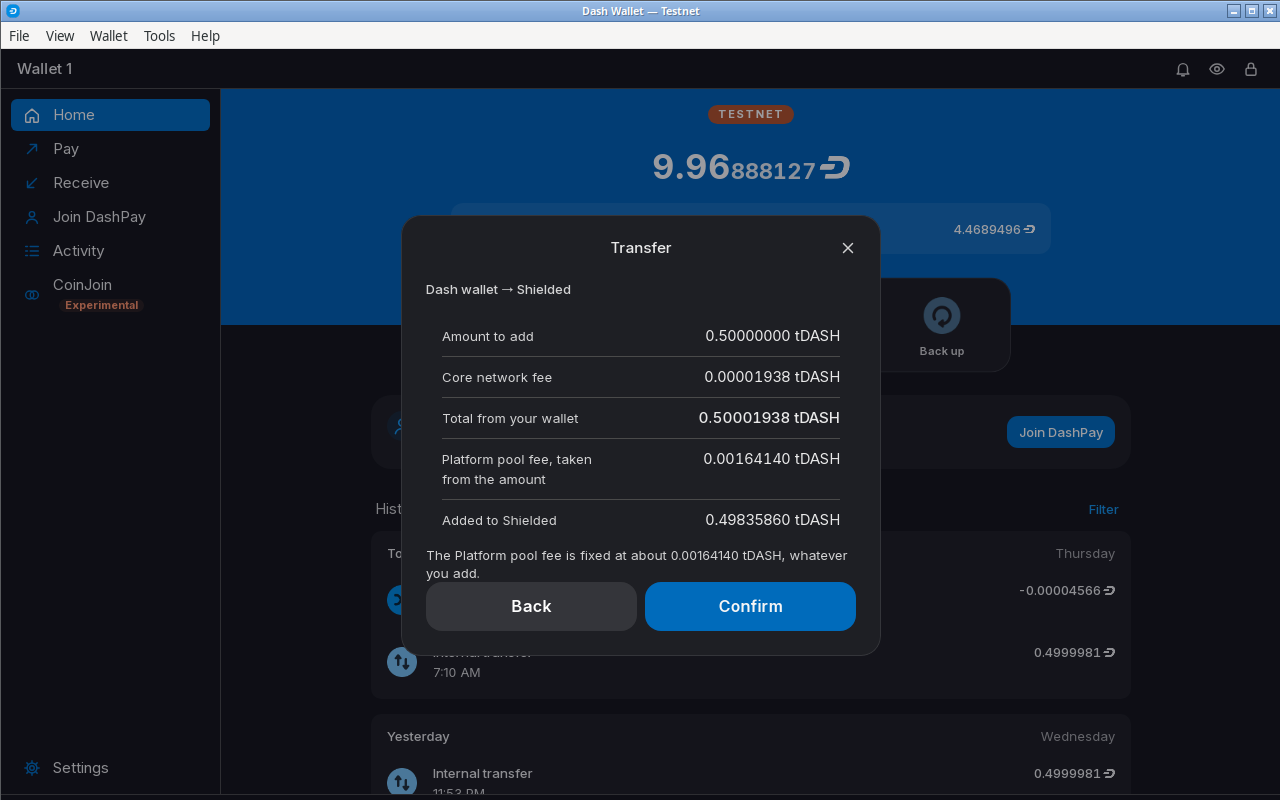 Dash Wallet — Testnet
File View Wallet Tools Help
Wallet 1
Home
Pay
Receive
Join DashPay
Activity
CoinJoin
Experimental
Settings
TESTNET
9.96888127
4.4689496
Back up
Join DashPay
Filter
Thursday
-0.00004566
0.4999981
7:10 AM
Yesterday
Wednesday
Internal transfer
0.4999981
11:53 PM
Transfer
Dash wallet → Shielded
Amount to add 0.50000000 tDASH
Core network fee 0.00001938 tDASH
Total from your wallet 0.50001938 tDASH
Platform pool fee, taken 0.00164140 tDASH
from the amount
Added to Shielded 0.49835860 tDASH
The Platform pool fee is fixed at about 0.00164140 tDASH, whatever
you add.
Back Confirm